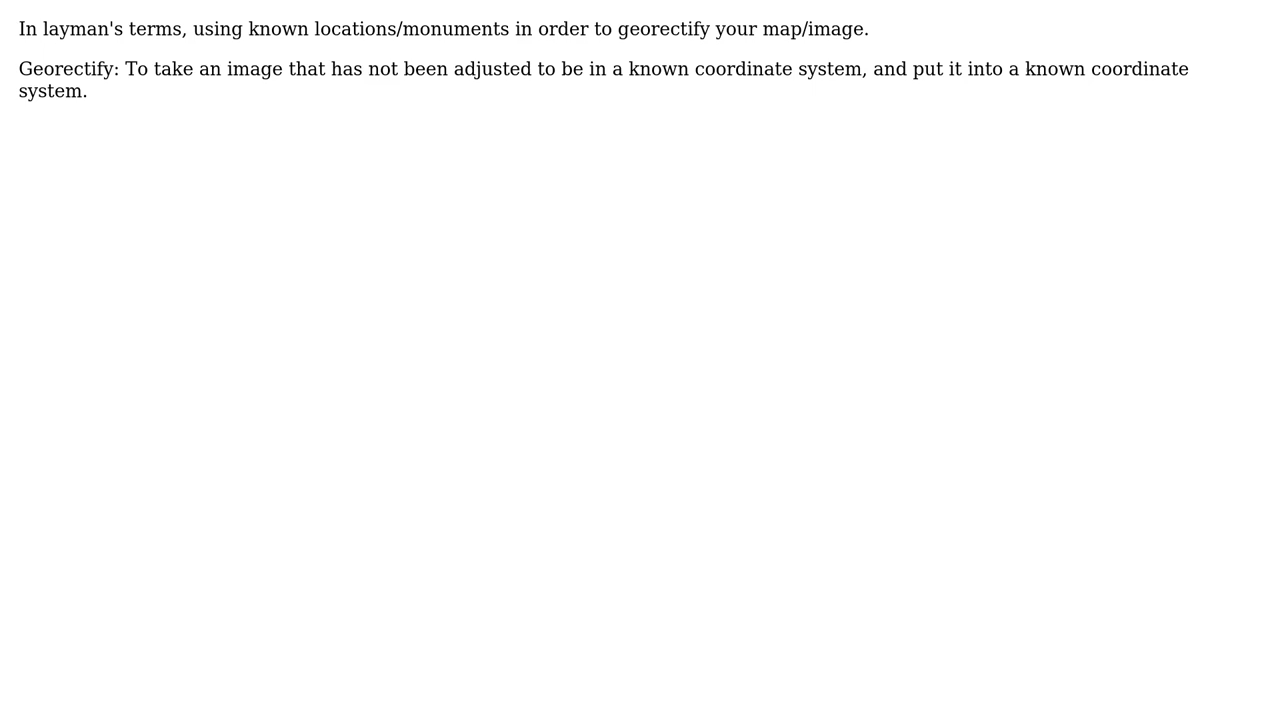 In layman's terms, using known locations/monuments in order to georectify your map/image.
Georectify: To take an image that has not been adjusted to be in a known coordinate system, and put it into a known coordinate
system.